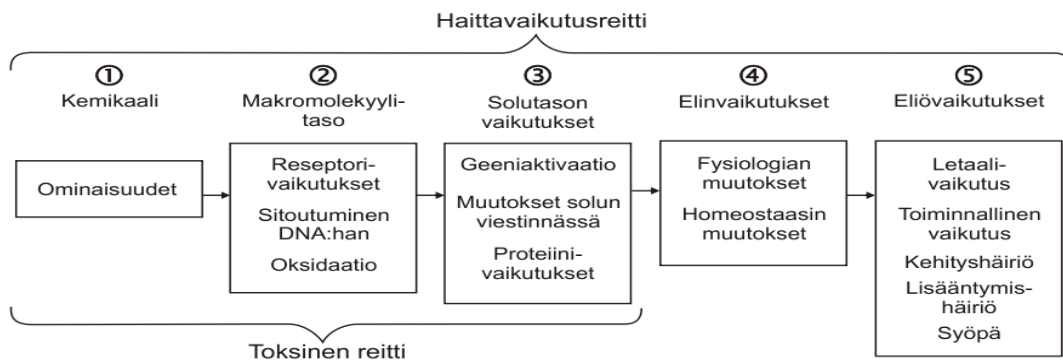 Haittavaikutusreitti
①
Kemikaali
Ominaisuudet
②
Makromolekyyli-
taso
Reseptori-
vaikutukset
Sitoutuminen
DNA:han
Oksidaatio
③
Solutason
vaikutukset
Geeniaktivaatio
Muutokset solun
viestinnässä
Proteiini-
vaikutukset
④
Elinvaikutukset
Fysiologian
muutokset
Homeostaasin
muutokset
⑤
Eliövaikutukset
Letaali-
vaikutus
Toiminnallinen
vaikutus
Kehityshäiriö
Lisääntymis-
häiriö
Syöpä
Toksinen reitti